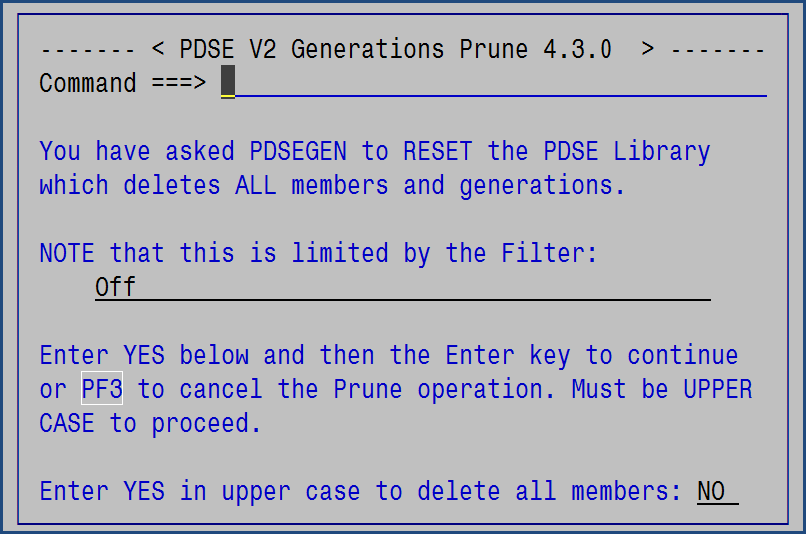 ------- < PDSE V2 Generations Prune 4.3.0  > -------
Command ===>
You have asked PDSEGEN to RESET the PDSE Library
which deletes ALL members and generations.
NOTE that this is limited by the Filter:
Off
Enter YES below and then the Enter key to continue
or PF3 to cancel the Prune operation. Must be UPPER
CASE to proceed.
Enter YES in upper case to delete all members: NO